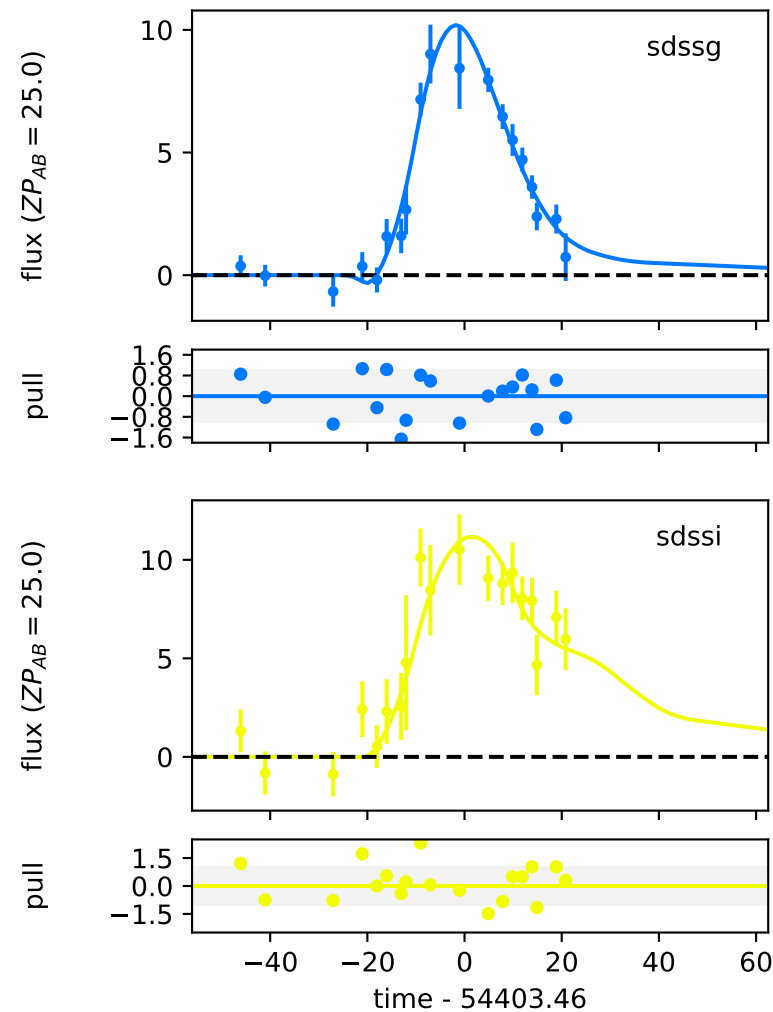 sdssg
flux (ZP_AB = 25.0)
10
5
0
pull
1.6
0.8
0.0
−0.8
−1.6
sdssi
flux (ZP_AB = 25.0)
10
5
0
pull
1.5
0.0
−1.5
−40 −20 0 20 40 60
time - 54403.46